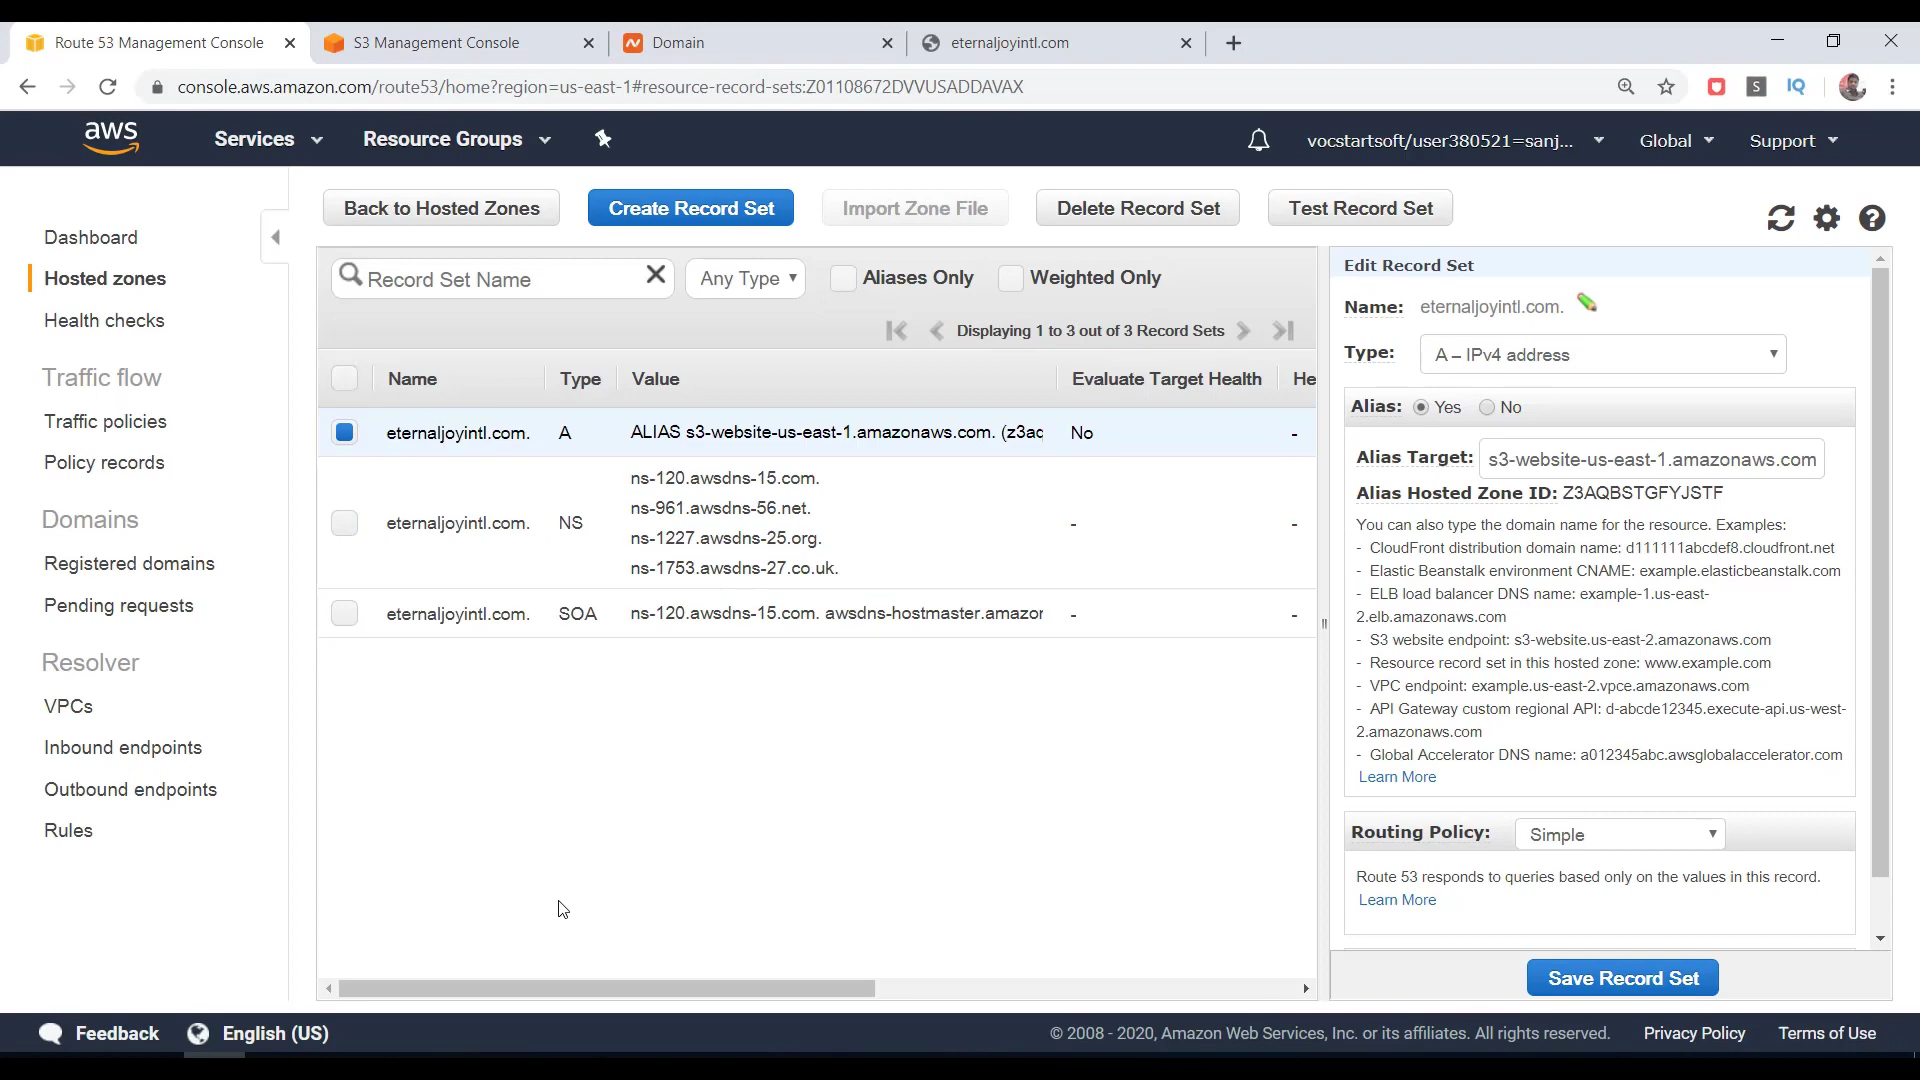 Route 53 Management Console
S3 Management Console
Domain
eternaljoyintl.com
console.aws.amazon.com/route53/home?region=us-east-1#resource-record-sets:Z01108672DVVUSADDAVAX
S
IQ
aws
Services
Resource Groups
vocstartsoft/user380521=sanj...
Global
Support
Dashboard
Hosted zones
Health checks
Traffic flow
Traffic policies
Policy records
Domains
Registered domains
Pending requests
Resolver
VPCs
Inbound endpoints
Outbound endpoints
Rules
Back to Hosted Zones
Create Record Set
Import Zone File
Delete Record Set
Test Record Set
Record Set Name
Any Type
Aliases Only
Weighted Only
Displaying 1 to 3 out of 3 Record Sets
Name Type Value Evaluate Target Health He
eternaljoyintl.com. A ALIAS s3-website-us-east-1.amazonaws.com. (z3aq No -
ns-120.awsdns-15.com.
ns-961.awsdns-56.net.
eternaljoyintl.com. NS - -
ns-1227.awsdns-25.org.
ns-1753.awsdns-27.co.uk.
eternaljoyintl.com. SOA ns-120.awsdns-15.com. awsdns-hostmaster.amazor - -
Edit Record Set
Name: eternaljoyintl.com.
Type: A – IPv4 address
Alias: Yes No
Alias Target: s3-website-us-east-1.amazonaws.com
Alias Hosted Zone ID: Z3AQBSTGFYJSTF
You can also type the domain name for the resource. Examples:
- CloudFront distribution domain name: d111111abcdef8.cloudfront.net
- Elastic Beanstalk environment CNAME: example.elasticbeanstalk.com
- ELB load balancer DNS name: example-1.us-east-
2.elb.amazonaws.com
- S3 website endpoint: s3-website.us-east-2.amazonaws.com
- Resource record set in this hosted zone: www.example.com
- VPC endpoint: example.us-east-2.vpce.amazonaws.com
- API Gateway custom regional API: d-abcde12345.execute-api.us-west-
2.amazonaws.com
- Global Accelerator DNS name: a012345abc.awsglobalaccelerator.com
Learn More
Routing Policy: Simple
Route 53 responds to queries based only on the values in this record.
Learn More
Save Record Set
Feedback
English (US)
© 2008 - 2020, Amazon Web Services, Inc. or its affiliates. All rights reserved.
Privacy Policy
Terms of Use